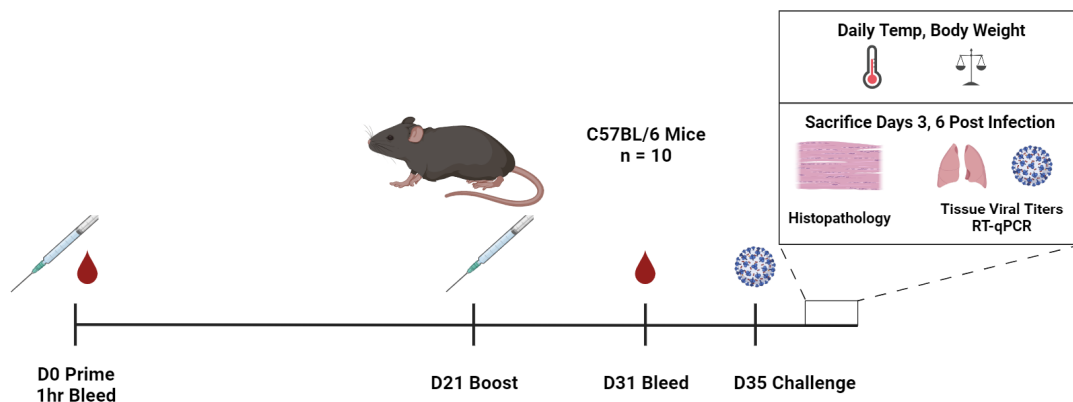 Daily Temp, Body Weight
Sacrifice Days 3, 6 Post Infection
Histopathology
Tissue Viral Titers
RT-qPCR
C57BL/6 Mice
n = 10
D0 Prime
1hr Bleed
D21 Boost
D31 Bleed
D35 Challenge